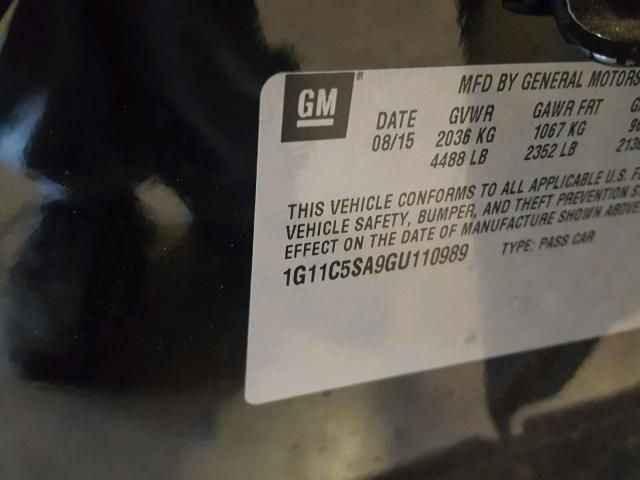 GM®
MFD BY GENERAL MOTORS
DATE GVWR GAWR FRT
08/15 2036 KG 1067 KG
4488 LB 2352 LB
THIS VEHICLE CONFORMS TO ALL APPLICABLE U.S. F
VEHICLE SAFETY, BUMPER, AND THEFT PREVENTION
EFFECT ON THE DATE OF MANUFACTURE SHOWN ABOVE
1G11C5SA9GU110989 TYPE: PASS CAR